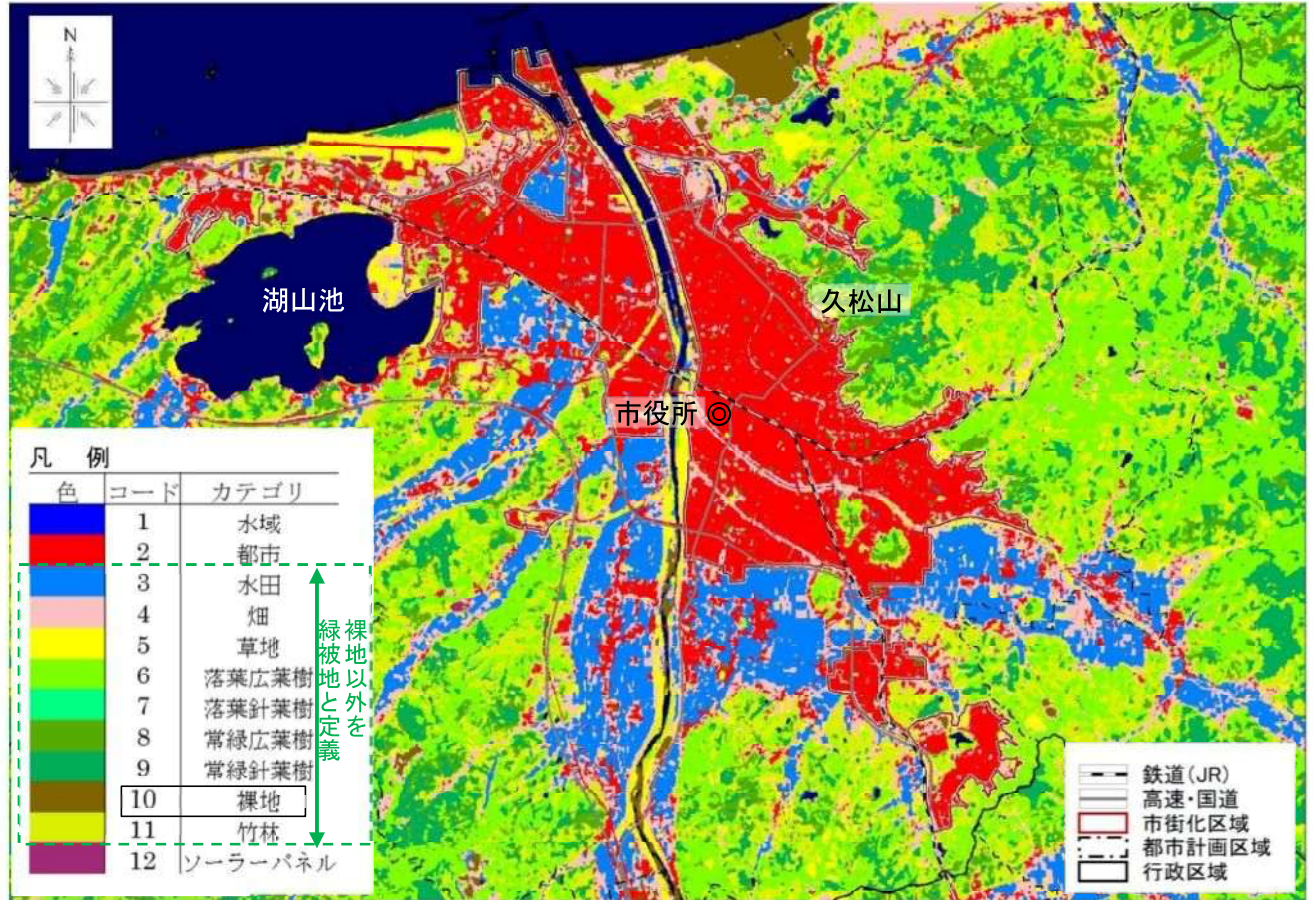 N
湖山池
久松山
市役所 ◎
凡 例
色 コード カテゴリ
1 水域
2 都市
3 水田
4 畑
5 草地
6 落葉広葉樹
7 落葉針葉樹
8 常緑広葉樹
9 常緑針葉樹
10 裸地
11 竹林
12 ソーラーパネル
裸地以外を
緑被地と定義
鉄道(JR)
高速・国道
市街化区域
都市計画区域
行政区域